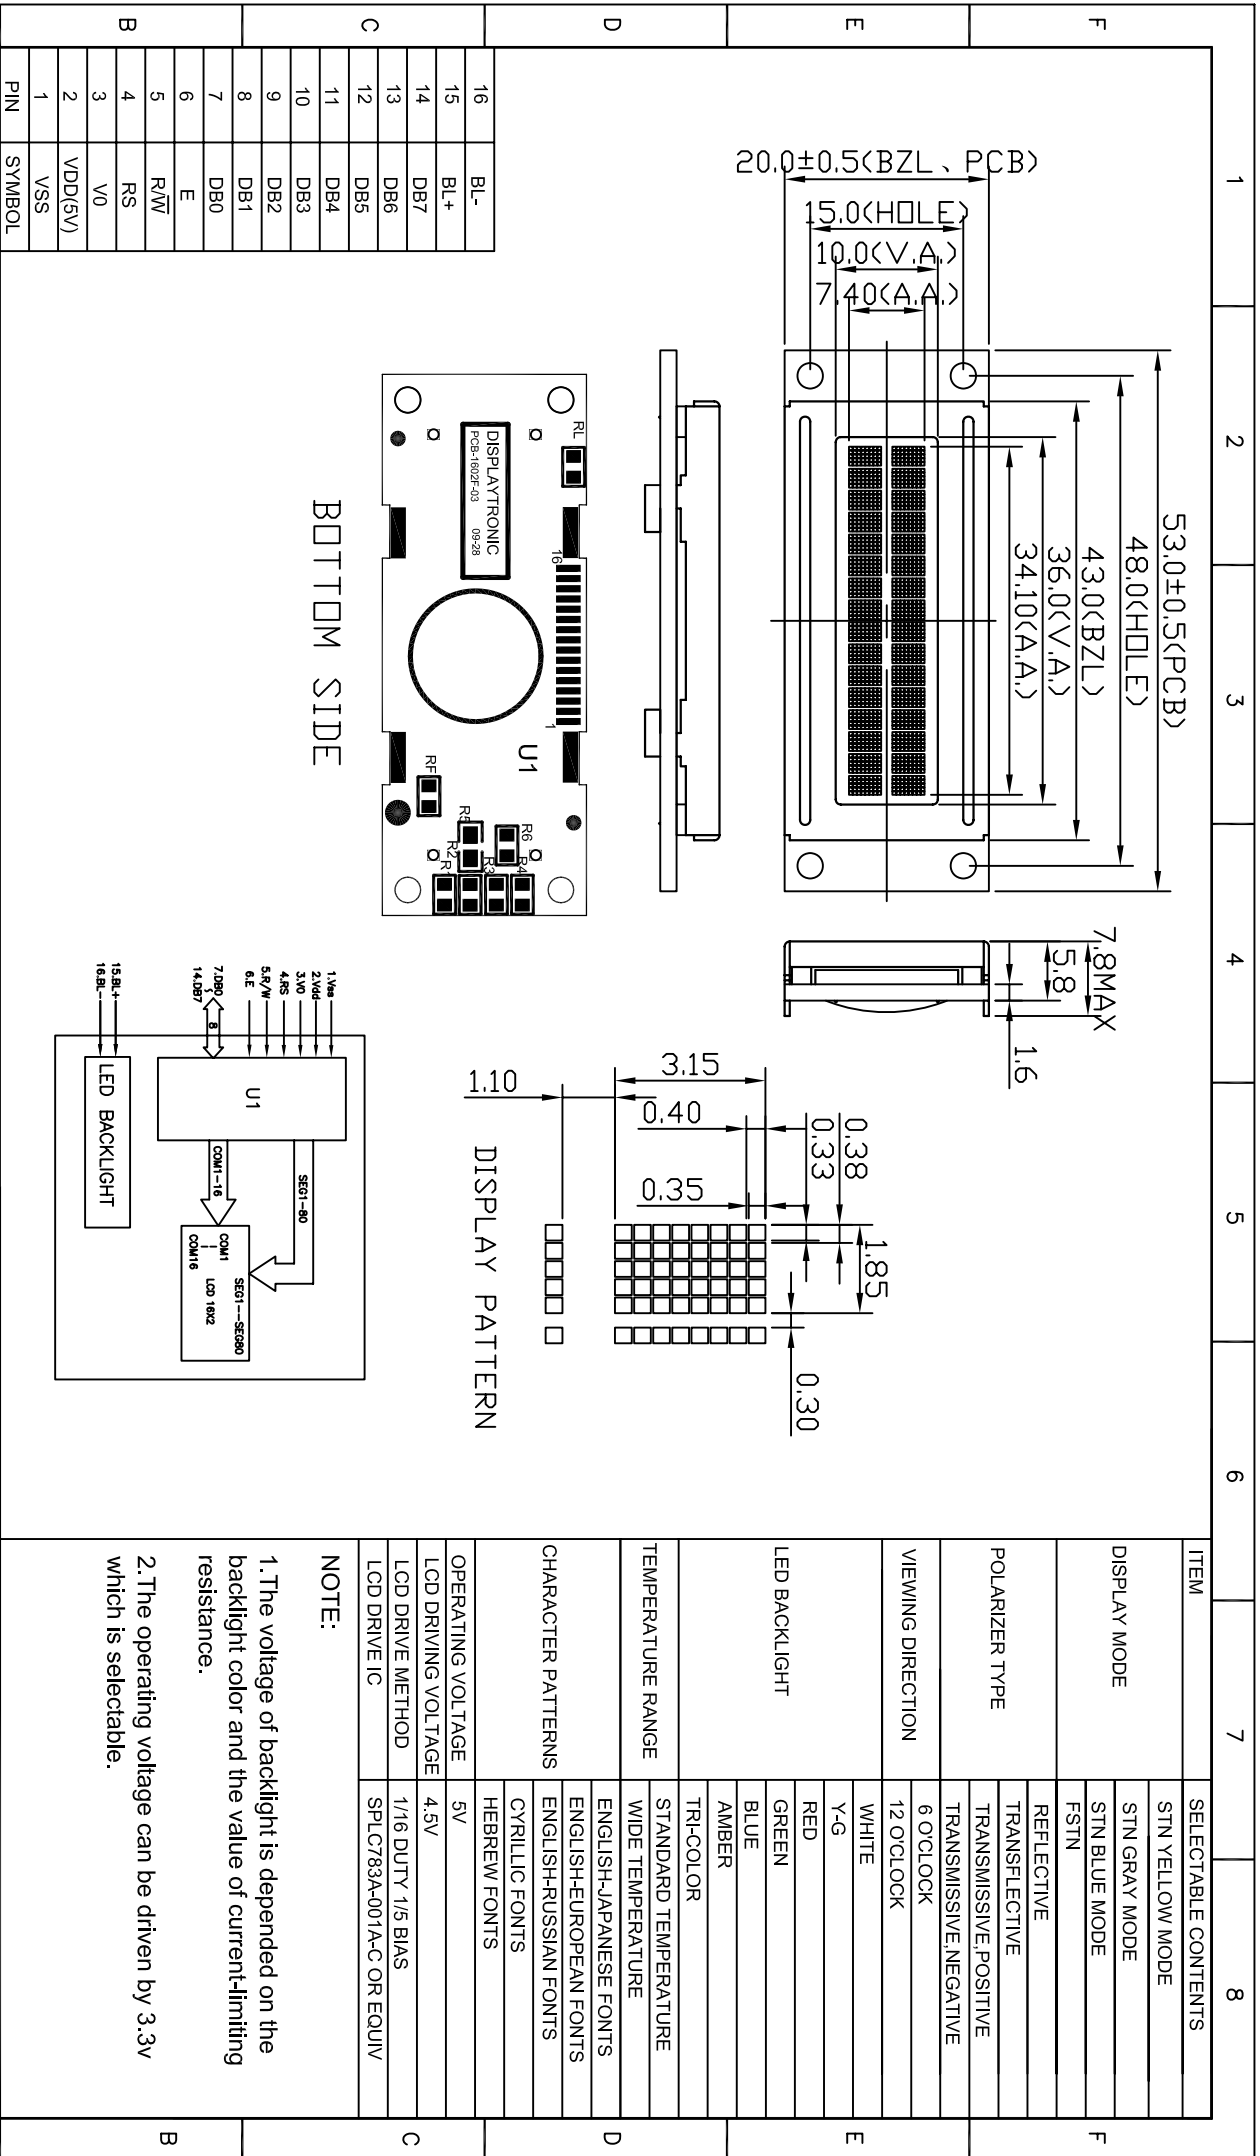 1 2 3 4 5 6 7 8
F
E
D
C
B
F
E
D
C
B
53.0±0.5(PCB)
48.0(HOLE)
43.0(BZL)
36.0(V.A.)
34.10(A.A.)
20.0±0.5(BZL、PCB)
15.0(HOLE)
10.0(V.A.)
7.40(A.A.)
7.8MAX
5.8
1.6
3.15
0.40
0.35
1.10
0.38
0.33
1.85
0.30
DISPLAY PATTERN
RL
DISPLAYTRONIC
PCB-1602F-03 09-28
16
1
U1
RF
R5
R6
R2
R3
R4
BOTTOM SIDE
16 BL-
15 BL+
14 DB7
13 DB6
12 DB5
11 DB4
10 DB3
9 DB2
8 DB1
7 DB0
6 E
5 R/W̅
4 RS
3 V0
2 VDD(5V)
1 VSS
PIN SYMBOL
1.Vss
2.Vdd
3.V0
4.RS
5.R/W
6.E
7.DB0
14.DB7
8
15.BL+
16.BL-
U1
SEG1-80
COM1-16
SEG1---SEG80
COM1
COM16
LCD 16X2
LED BACKLIGHT
ITEM SELECTABLE CONTENTS
DISPLAY MODE
STN YELLOW MODE
STN GRAY MODE
STN BLUE MODE
FSTN
POLARIZER TYPE
REFLECTIVE
TRANSFLECTIVE
TRANSMISSIVE,POSITIVE
TRANSMISSIVE,NEGATIVE
VIEWING DIRECTION
6 O'CLOCK
12 O'CLOCK
LED BACKLIGHT
WHITE
Y-G
RED
GREEN
BLUE
AMBER
TRI-COLOR
TEMPERATURE RANGE
STANDARD TEMPERATURE
WIDE TEMPERATURE
CHARACTER PATTERNS
ENGLISH-JAPANESE FONTS
ENGLISH-EUROPEAN FONTS
ENGLISH-RUSSIAN FONTS
CYRILLIC FONTS
HEBREW FONTS
OPERATING VOLTAGE 5V
LCD DRIVING VOLTAGE 4.5V
LCD DRIVE METHOD 1/16 DUTY 1/5 BIAS
LCD DRIVE IC SPLC783A-001A-C OR EQUIV
NOTE:
1.The voltage of backlight is depended on the
backlight color and the value of current-limiting
resistance.
2.The operating voltage can be driven by 3.3v
which is selectable.